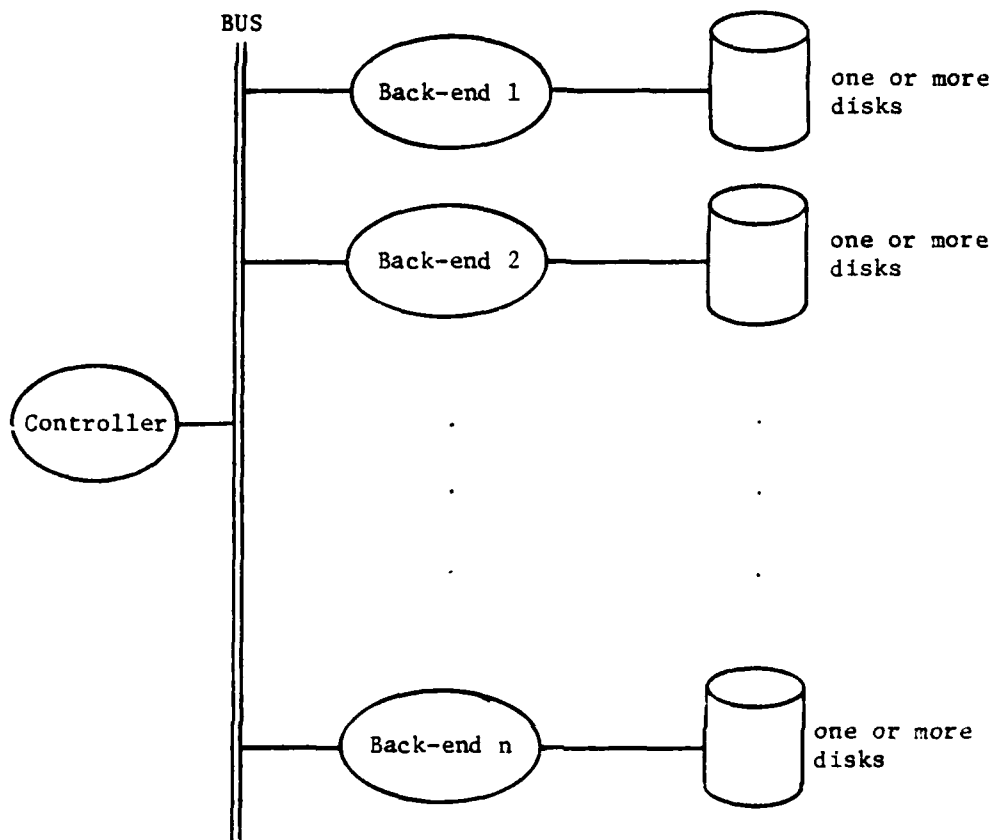 BUS
Back-end 1
one or more
disks
Back-end 2
one or more
disks
Controller
Back-end n
one or more
disks